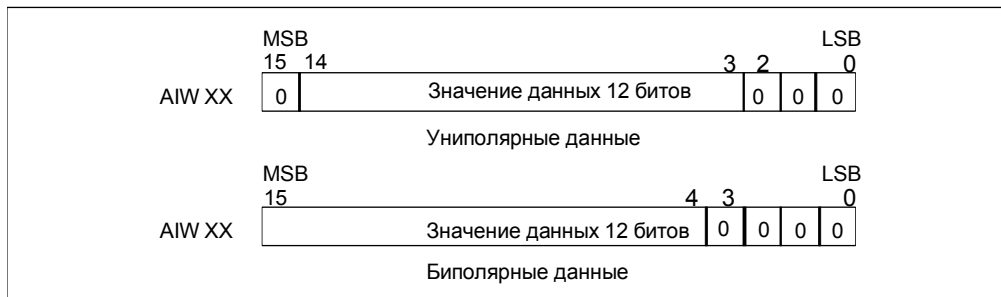 MSB LSB
15 14 3 2 0
AIW XX 0 Значение данных 12 битов 0 0 0
Униполярные данные
MSB LSB
15 4 3 0
AIW XX Значение данных 12 битов 0 0 0 0
Биполярные данные